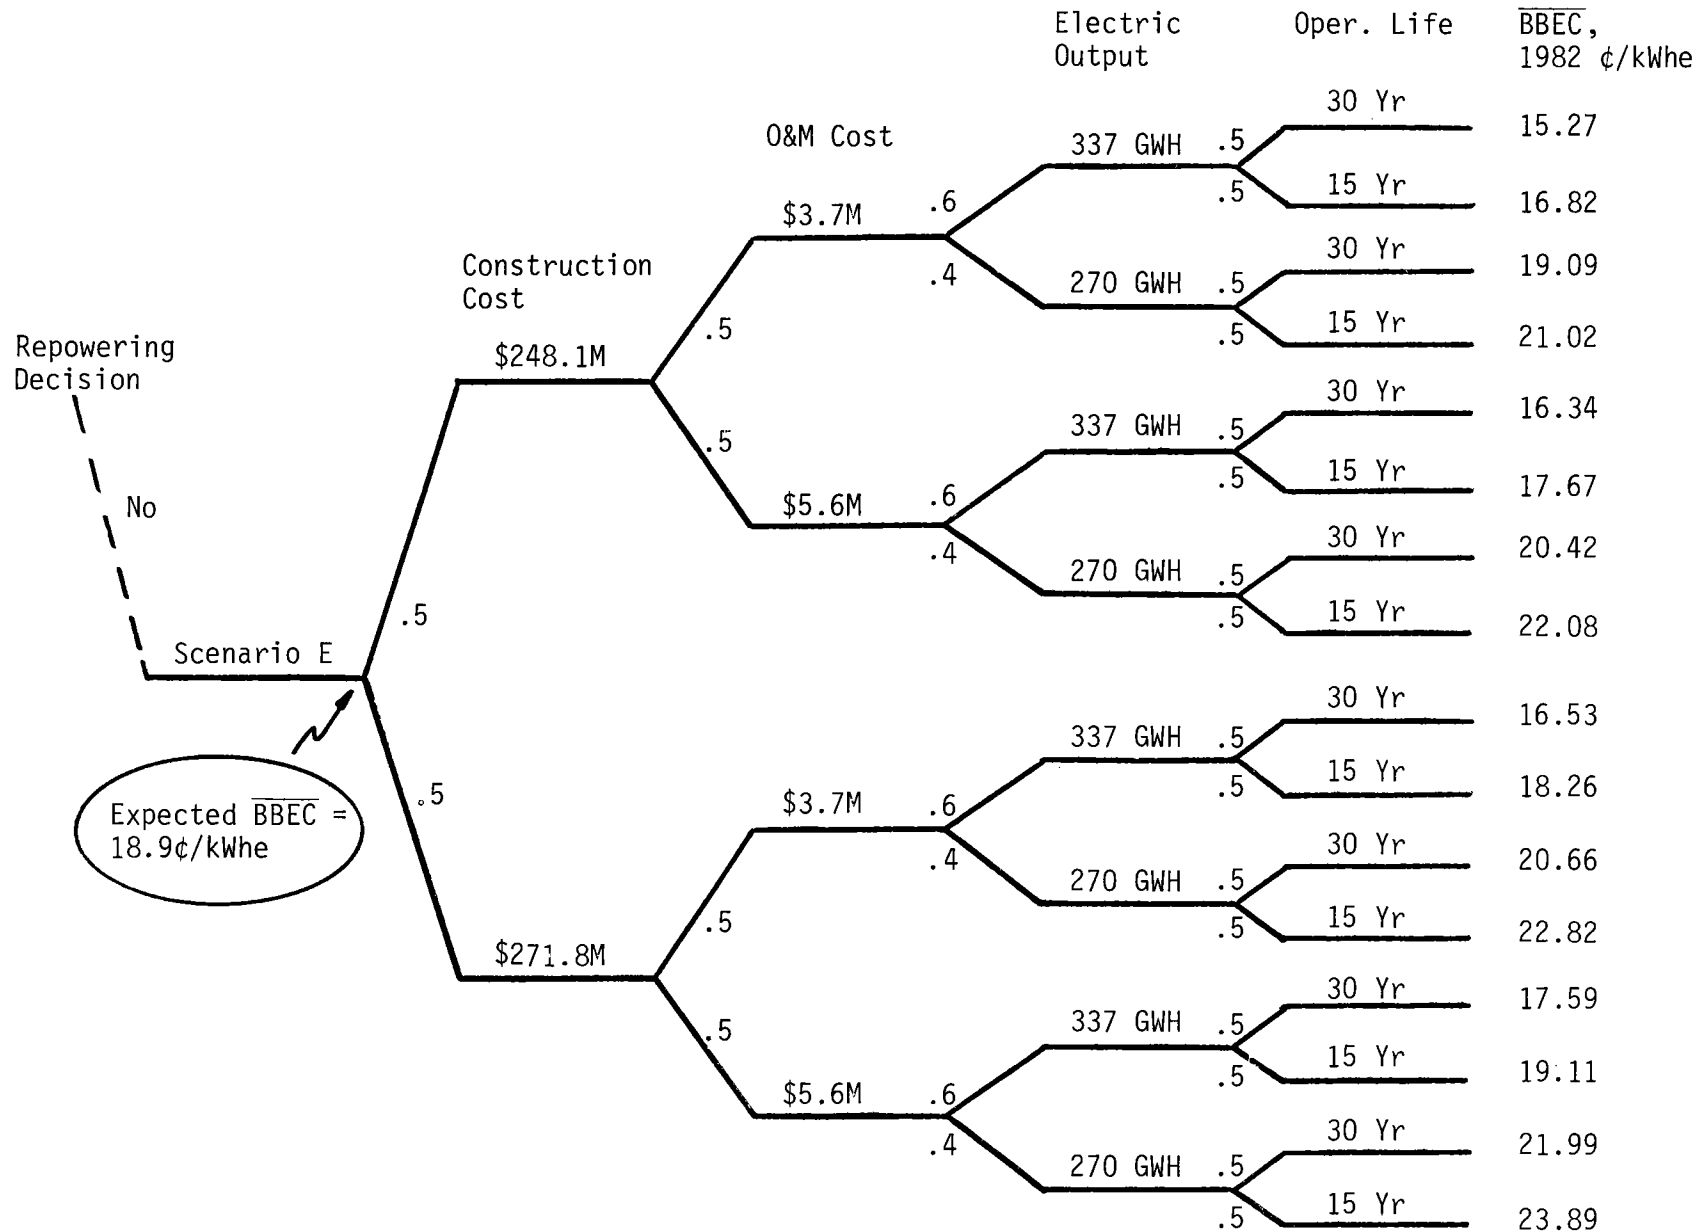 Electric
Output
Oper. Life
BBEC,
1982 ¢/kWhe
O&M Cost
Construction
Cost
Repowering
Decision
No
Scenario E
Expected BBEC =
18.9¢/kWhe
.5
$248.1M
.5
$3.7M
.6
337 GWH
.5
30 Yr
15.27
.5
15 Yr
16.82
.4
270 GWH
.5
30 Yr
19.09
.5
15 Yr
21.02
.5
$5.6M
.6
337 GWH
.5
30 Yr
16.34
.5
15 Yr
17.67
.4
270 GWH
.5
30 Yr
20.42
.5
15 Yr
22.08
.5
$271.8M
.5
$3.7M
.6
337 GWH
.5
30 Yr
16.53
.5
15 Yr
18.26
.4
270 GWH
.5
30 Yr
20.66
.5
15 Yr
22.82
.5
$5.6M
.6
337 GWH
.5
30 Yr
17.59
.5
15 Yr
19.11
.4
270 GWH
.5
30 Yr
21.99
.5
15 Yr
23.89